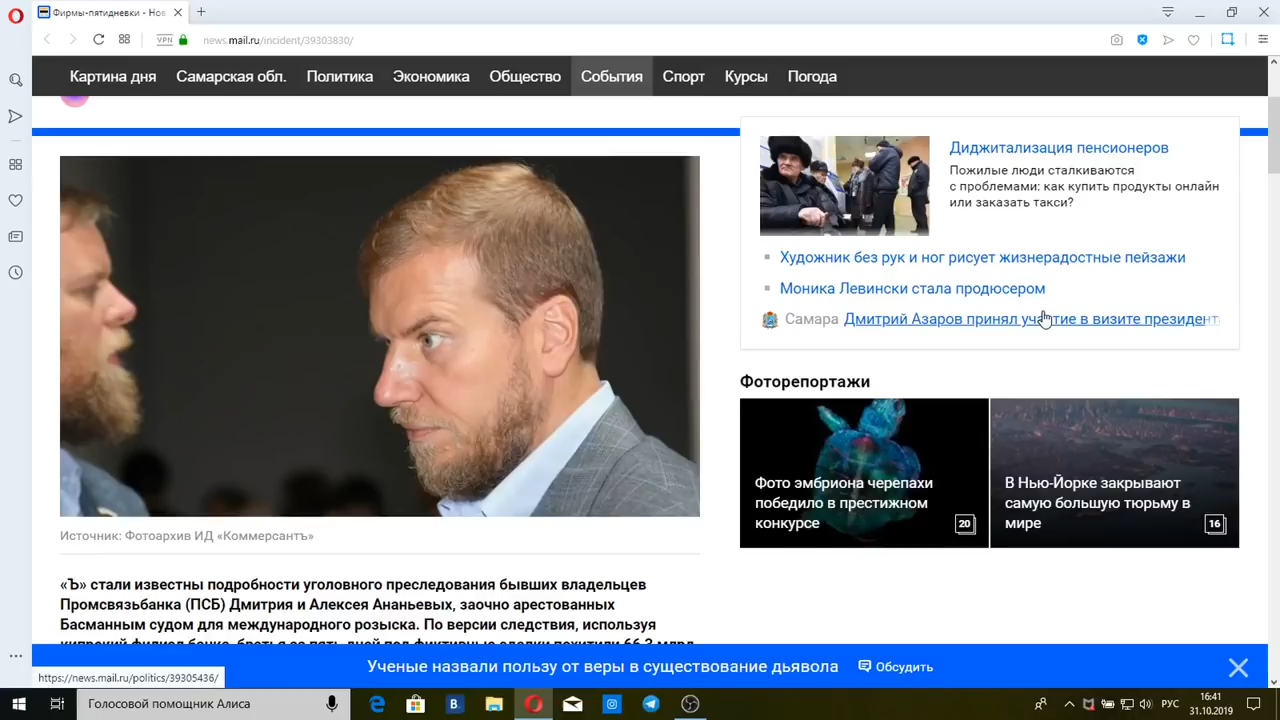 Фирмы-пятидневки - Нов
VPN
news.mail.ru/incident/39303830/
Картина дня Самарская обл. Политика Экономика Общество События Спорт Курсы Погода
Диджитализация пенсионеров
Пожилые люди сталкиваются
с проблемами: как купить продукты онлайн
или заказать такси?
Художник без рук и ног рисует жизнерадостные пейзажи
Моника Левински стала продюсером
Самара Дмитрий Азаров принял участие в визите президент
Фоторепортажи
Фото эмбриона черепахи
победило в престижном
конкурсе
20
В Нью-Йорке закрывают
самую большую тюрьму в
мире
16
Источник: Фотоархив ИД «Коммерсантъ»
«Ъ» стали известны подробности уголовного преследования бывших владельцев
Промсвязьбанка (ПСБ) Дмитрия и Алексея Ананьевых, заочно арестованных
Басманным судом для международного розыска. По версии следствия, используя
кипрский филиал банка, братья за пять дней под фиктивные сделки похитили 66,3 млрд
Ученые назвали пользу от веры в существование дьявола
Обсудить
https://news.mail.ru/politics/39305436/
Голосовой помощник Алиса
РУС
16:41
31.10.2019